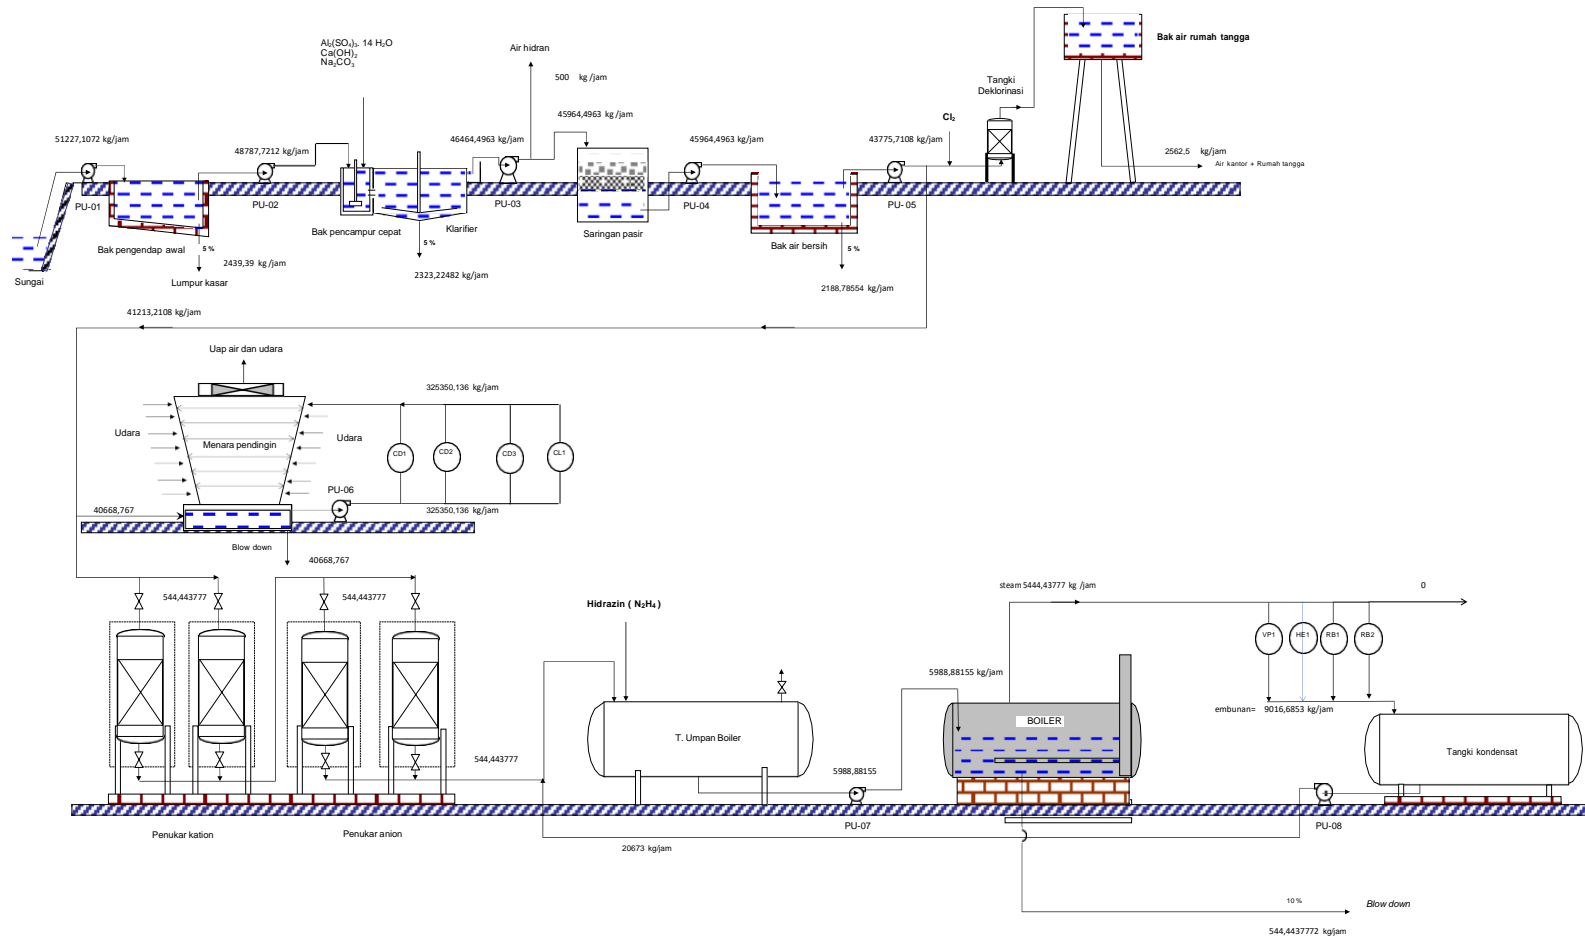 Al₂(SO₄)₃. 14 H₂O
Ca(OH)₂
Na₂CO₃
Air hidran
500 kg /jam
Bak air rumah tangga
Tangki
Deklorinasi
51227,1072 kg/jam
48787,7212 kg/jam
46464,4963 kg/jam
45964,4963 kg /jam
45964,4963 kg/jam
43775,7108 kg/jam
Cl₂
2562,5 kg/jam
Air kantor + Rumah tangga
PU-01
PU-02
PU-03
PU-04
PU- 05
Bak pengendap awal
5 %
Bak pencampur cepat
5 %
Klarifier
Saringan pasir
Bak air bersih
5 %
Sungai
2439,39 kg /jam
Lumpur kasar
2323,22482 kg/jam
2188,78554 kg/jam
41213,2108 kg/jam
Uap air dan udara
325350,136 kg/jam
Udara
Menara pendingin
Udara
CD1
CD2
CD3
CL1
PU-06
40668,767
325350,136 kg/jam
Blow down
40668,767
544,443777
544,443777
Hidrazin ( N₂H₄ )
steam 5444,43777 kg /jam
0
VP1
HE1
RB1
RB2
5988,88155 kg/jam
embunan= 9016,6853 kg/jam
BOILER
T. Umpan Boiler
Tangki kondensat
544,443777
5988,88155
PU-07
PU-08
Penukar kation
Penukar anion
20673 kg/jam
10 %
Blow down
544,4437772 kg/jam